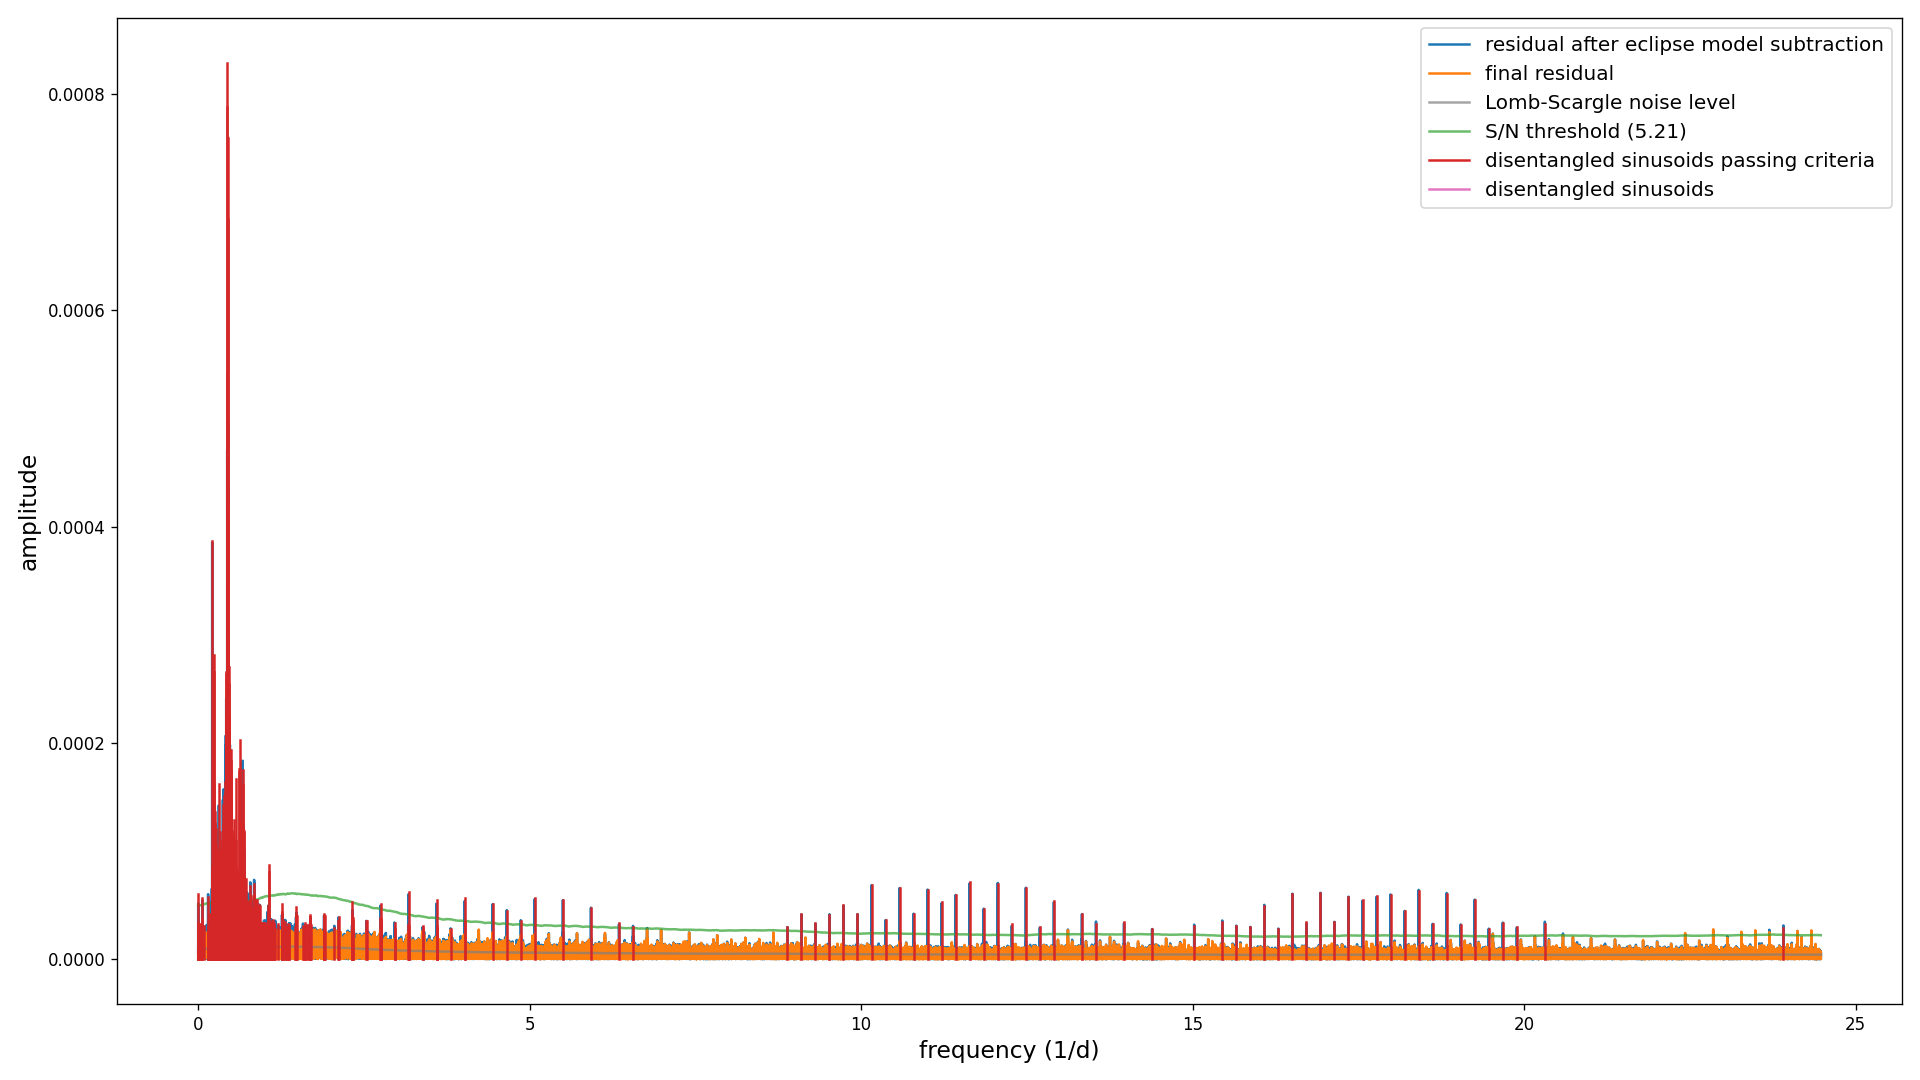 residual after eclipse model subtraction
final residual
Lomb-Scargle noise level
S/N threshold (5.21)
disentangled sinusoids passing criteria
disentangled sinusoids
0.0008
0.0006
0.0004
0.0002
0.0000
amplitude
0 5 10 15 20 25
frequency (1/d)